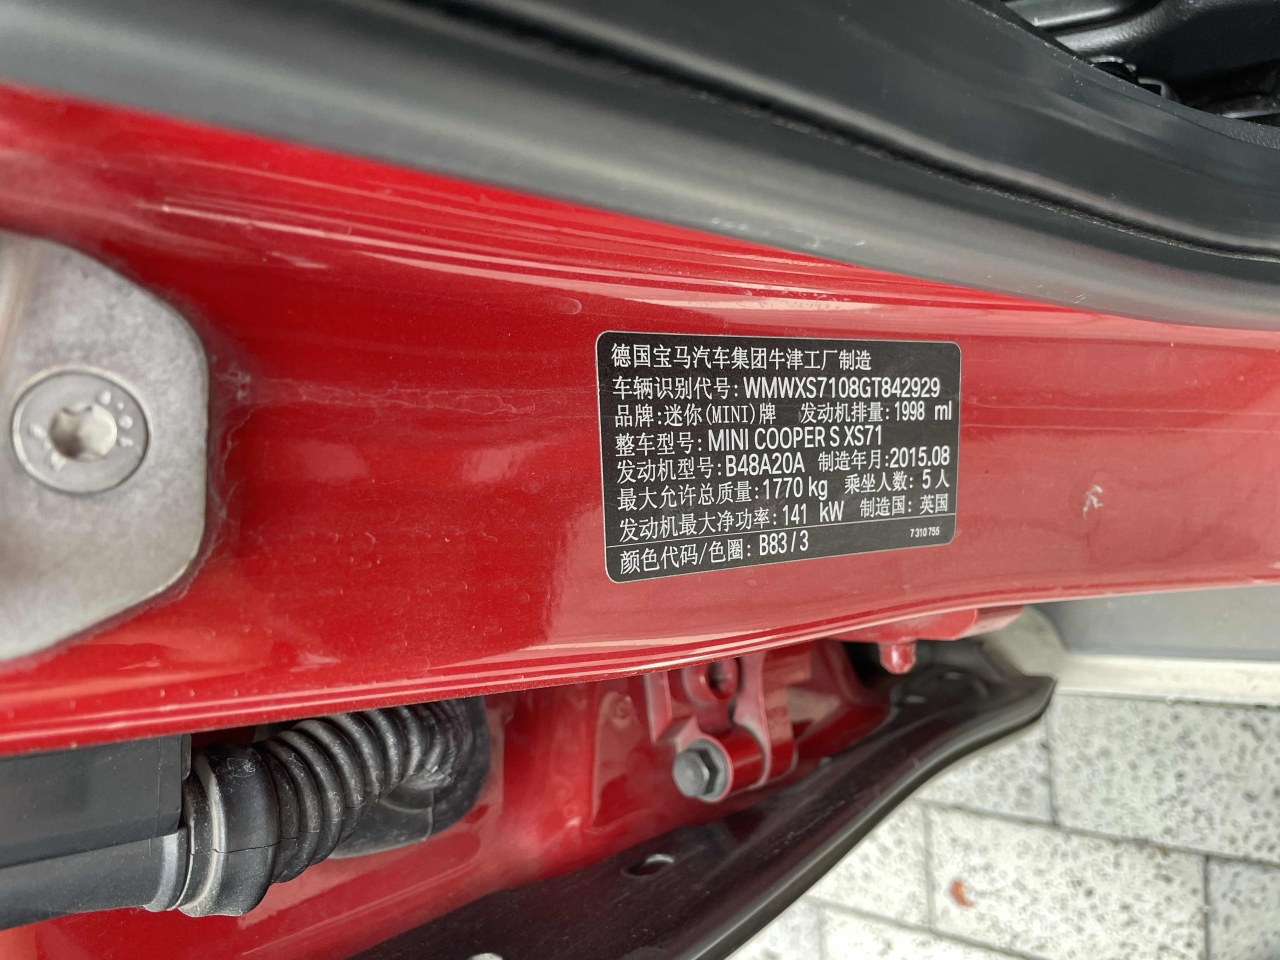 德国宝马汽车集团牛津工厂制造
车辆识别代号: WMWXS7108GT842929
品牌:迷你(MINI)牌 发动机排量: 1998 ml
整车型号: MINI COOPER S XS71
发动机型号: B48A20A 制造年月:2015.08
最大允许总质量:1770 kg 乘坐人数: 5 人
发动机最大净功率: 141 kW 制造国: 英国
颜色代码/色圈: B83 / 3 7 310 755